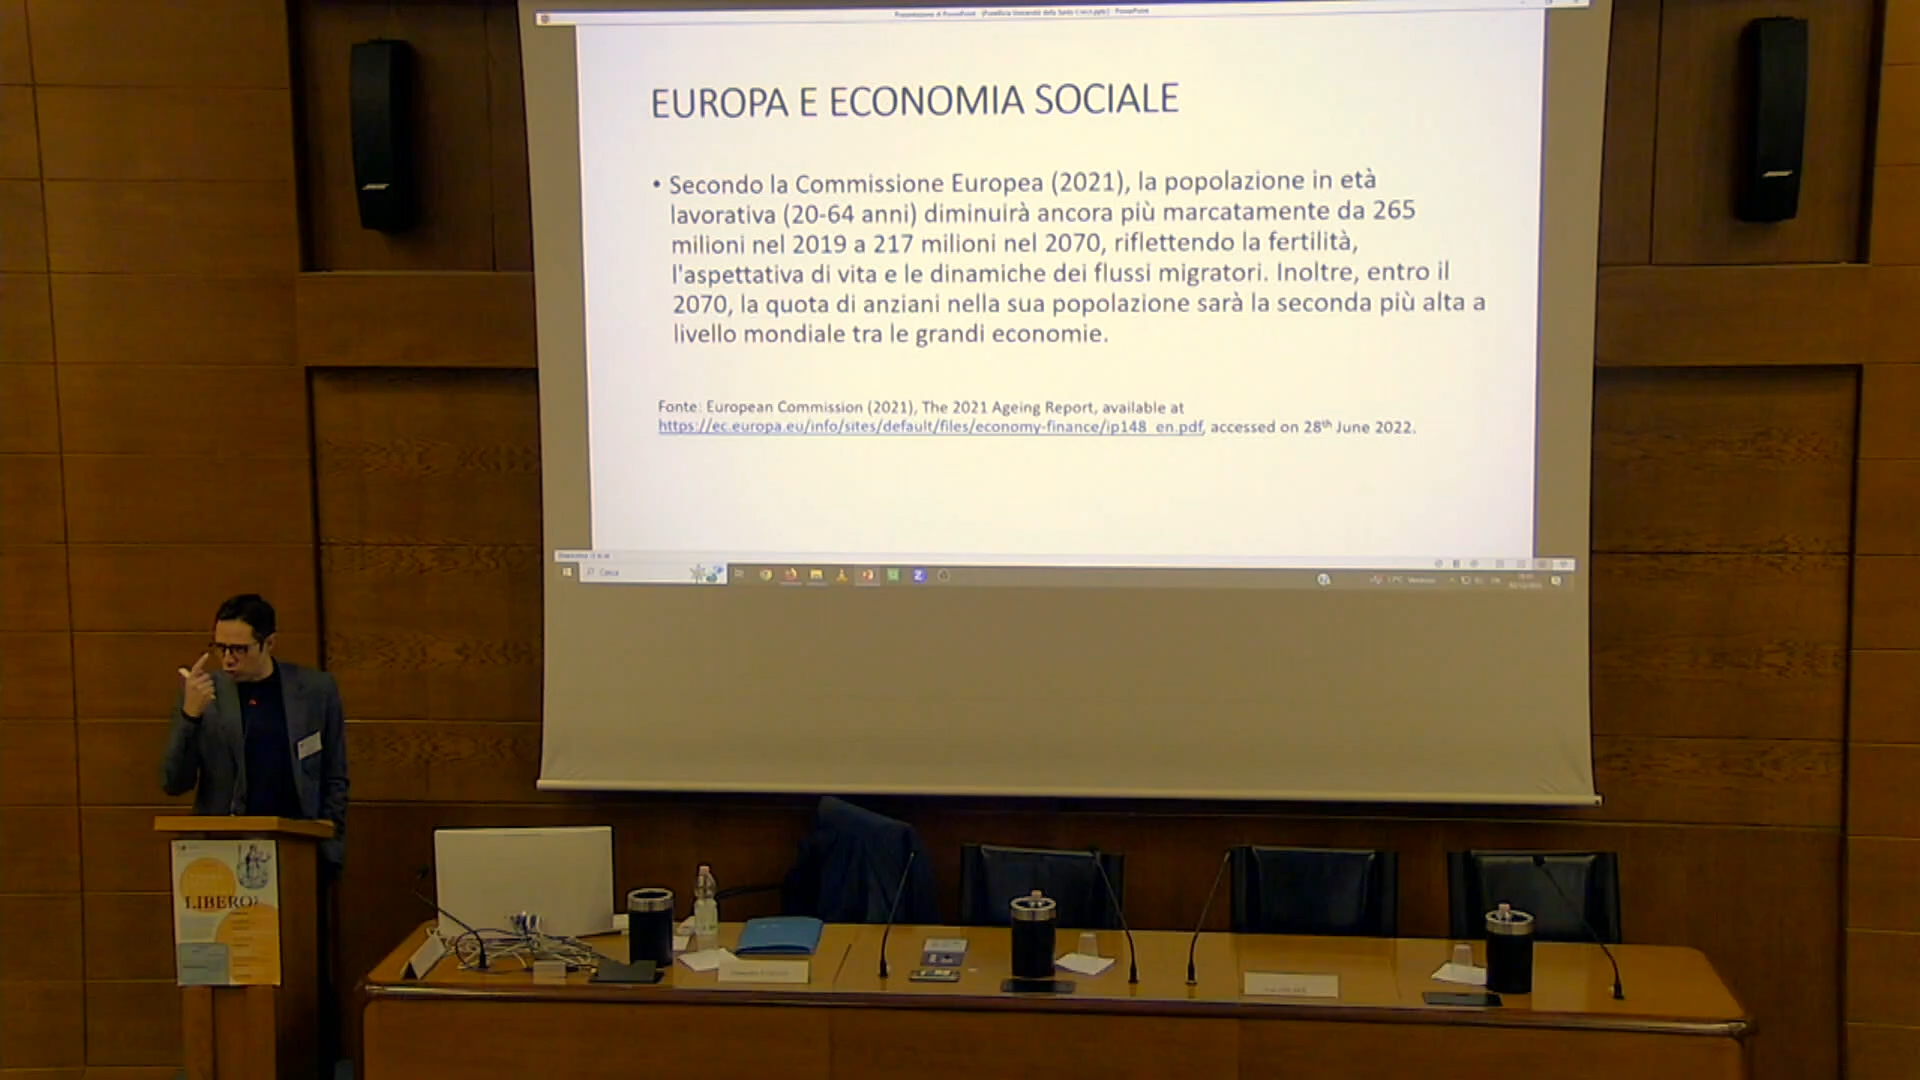 EUROPA E ECONOMIA SOCIALE
• Secondo la Commissione Europea (2021), la popolazione in età
lavorativa (20-64 anni) diminuirà ancora più marcatamente da 265
milioni nel 2019 a 217 milioni nel 2070, riflettendo la fertilità,
l'aspettativa di vita e le dinamiche dei flussi migratori. Inoltre, entro il
2070, la quota di anziani nella sua popolazione sarà la seconda più alta a
livello mondiale tra le grandi economie.
Fonte: European Commission (2021), The 2021 Ageing Report, available at
https://ec.europa.eu/info/sites/default/files/economy-finance/ip148_en.pdf, accessed on 28th June 2022.
Cerca
LIBERO